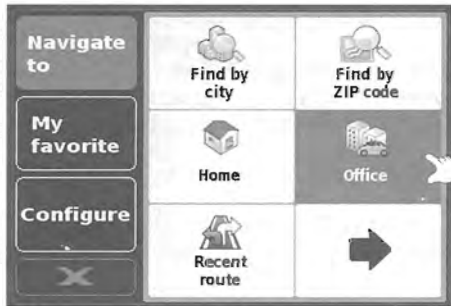 Navigate
to
My
favorite
Configure
Find by
city
Find by
ZIP code
Home
Office
Recent
route